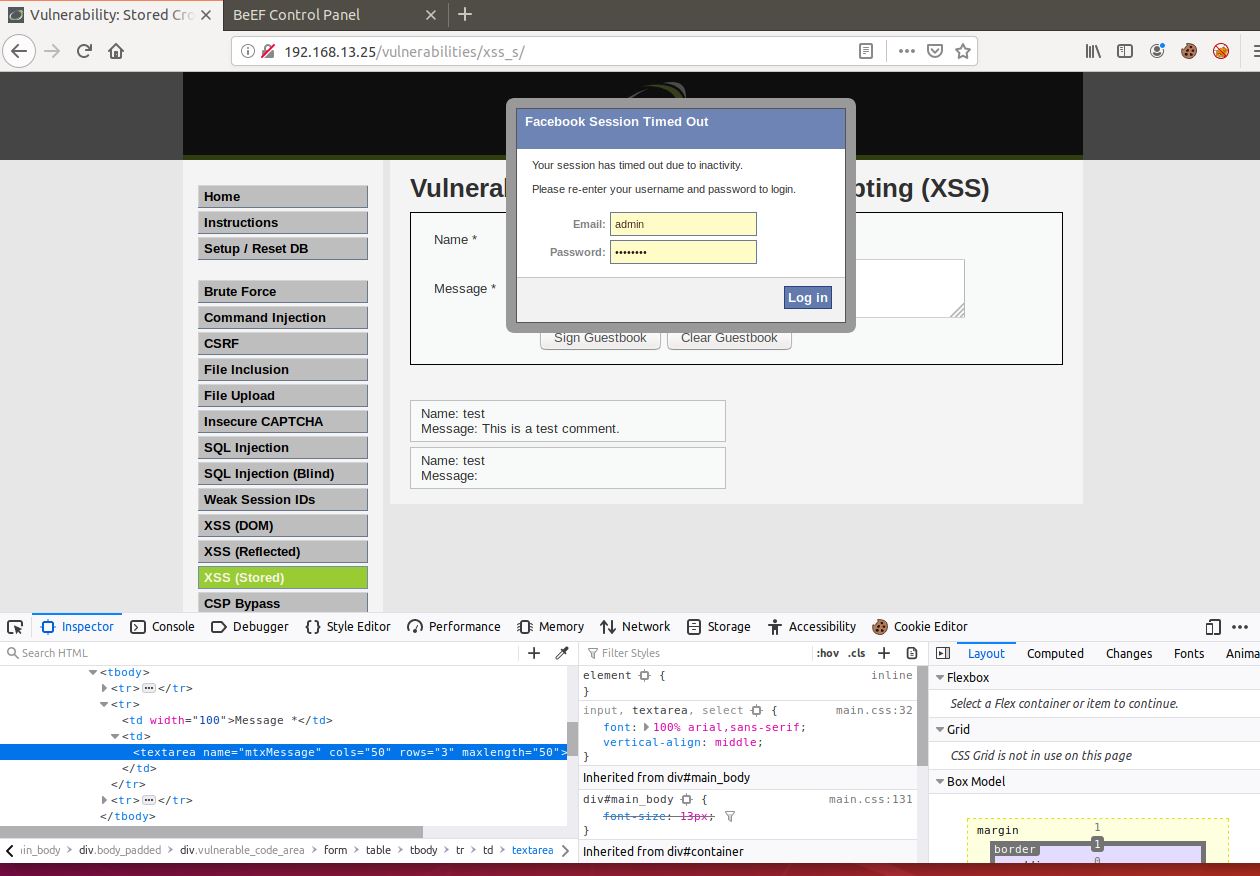 Vulnerability: Stored Cro
BeEF Control Panel
192.168.13.25/vulnerabilities/xss_s/
Facebook Session Timed Out
Your session has timed out due to inactivity.
Please re-enter your username and password to login.
Email: admin
Password: ••••••••
Log in
Home
Instructions
Setup / Reset DB
Brute Force
Command Injection
CSRF
File Inclusion
File Upload
Insecure CAPTCHA
SQL Injection
SQL Injection (Blind)
Weak Session IDs
XSS (DOM)
XSS (Reflected)
XSS (Stored)
CSP Bypass
Vulnera pting (XSS)
Name *
Message *
Sign Guestbook Clear Guestbook
Name: test
Message: This is a test comment.
Name: test
Message:
Inspector Console Debugger {} Style Editor Performance Memory Network Storage Accessibility Cookie Editor
Search HTML
<tbody>
<tr> ••• </tr>
<tr>
<td width="100">Message *</td>
<td>
<textarea name="mtxMessage" cols="50" rows="3" maxlength="50">
</td>
</tr>
<tr> ••• </tr>
</tbody>
in_body > div.body_padded > div.vulnerable_code_area > form > table > tbody > tr > td > textarea
Filter Styles :hov .cls
element { inline
}
input, textarea, select { main.css:32
font: 100% arial,sans-serif;
vertical-align: middle;
}
Inherited from div#main_body
div#main_body { main.css:131
font-size: 13px;
}
Inherited from div#container
Layout Computed Changes Fonts Anima
Flexbox
Select a Flex container or item to continue.
Grid
CSS Grid is not in use on this page
Box Model
margin 1
border 1
0